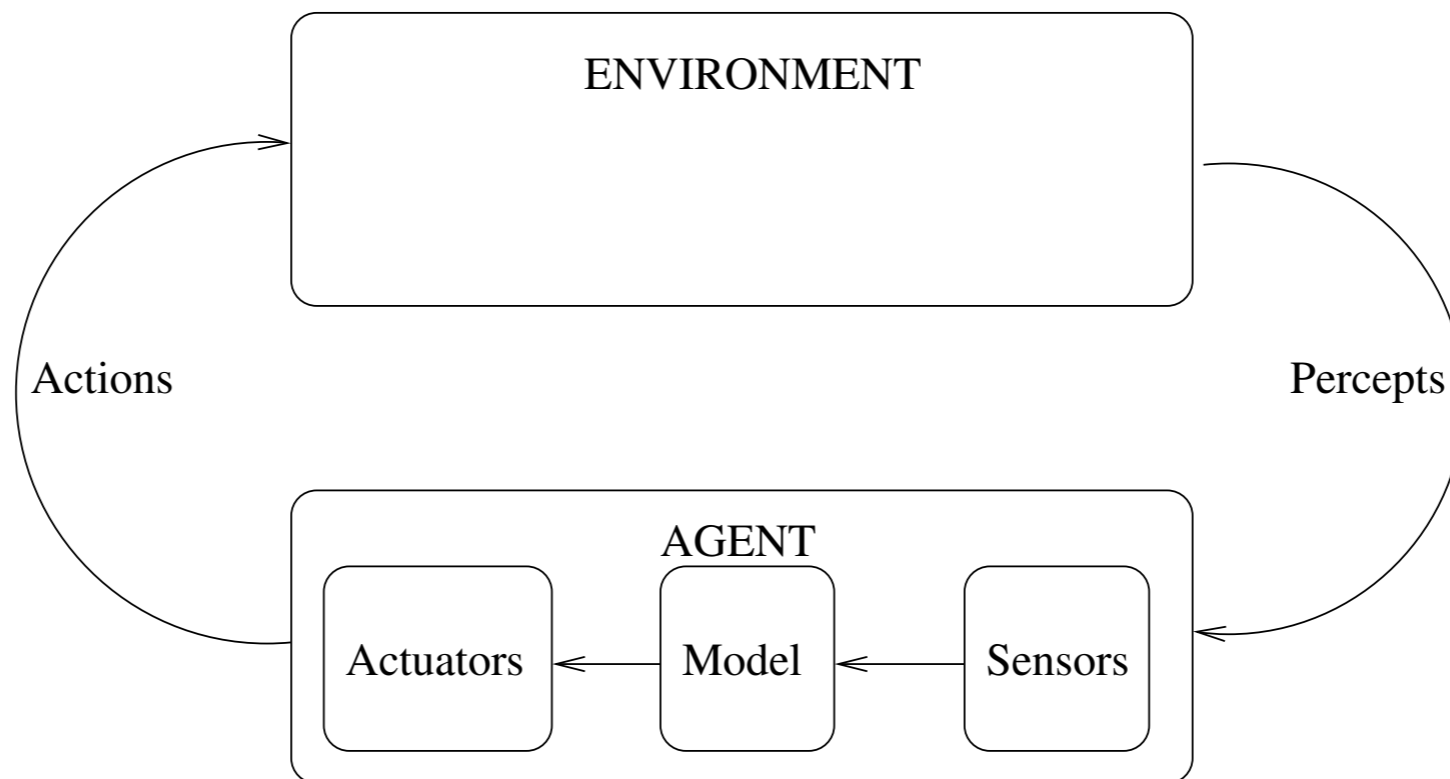 ENVIRONMENT
Actions
Percepts
AGENT
Actuators
Model
Sensors